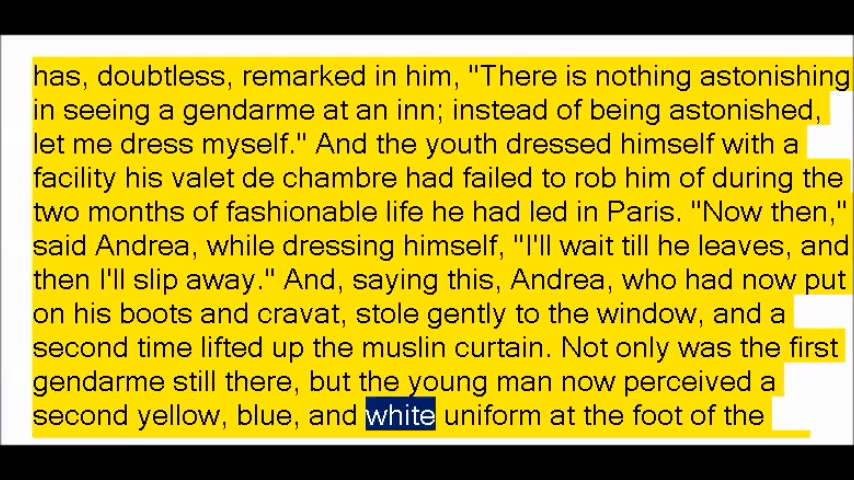 has, doubtless, remarked in him, "There is nothing astonishing
in seeing a gendarme at an inn; instead of being astonished,
let me dress myself." And the youth dressed himself with a
facility his valet de chambre had failed to rob him of during the
two months of fashionable life he had led in Paris. "Now then,"
said Andrea, while dressing himself, "I'll wait till he leaves, and
then I'll slip away." And, saying this, Andrea, who had now put
on his boots and cravat, stole gently to the window, and a
second time lifted up the muslin curtain. Not only was the first
gendarme still there, but the young man now perceived a
second yellow, blue, and white uniform at the foot of the